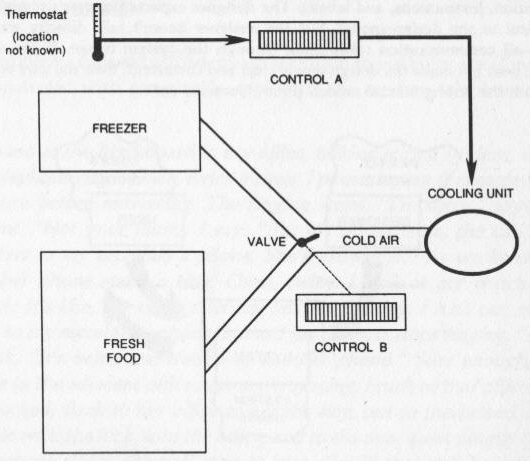 Thermostat
(location
not known)
CONTROL A
FREEZER
COOLING UNIT
VALVE
COLD AIR
FRESH
FOOD
CONTROL B